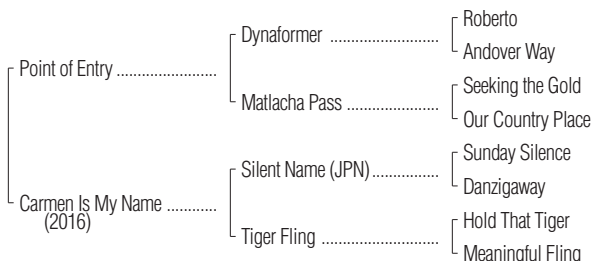 Roberto
Dynaformer ........................
Andover Way
Point of Entry ......................
Seeking the Gold
Matlacha Pass ....................
Our Country Place
Sunday Silence
Silent Name (JPN)...............
Danzigaway
Carmen Is My Name ...........
(2016)
Hold That Tiger
Tiger Fling ..........................
Meaningful Fling